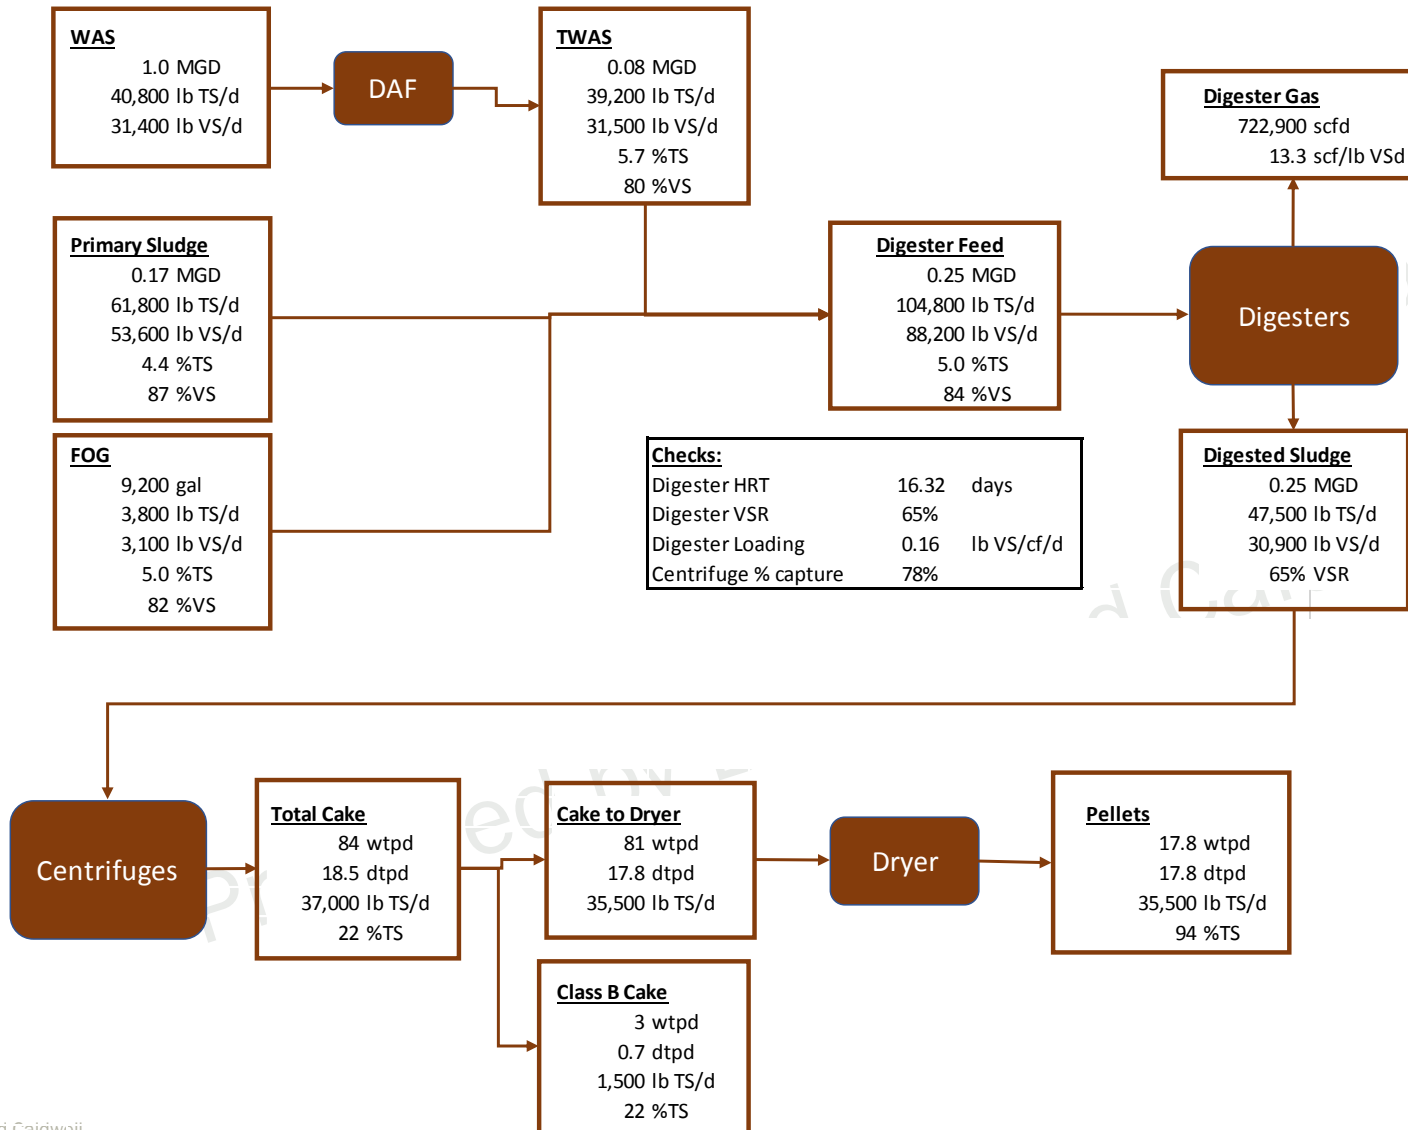 WAS
1.0 MGD
40,800 lb TS/d
31,400 lb VS/d
DAF
TWAS
0.08 MGD
39,200 lb TS/d
31,500 lb VS/d
5.7 %TS
80 %VS
Digester Gas
722,900 scfd
13.3 scf/lb VSd
Primary Sludge
0.17 MGD
61,800 lb TS/d
53,600 lb VS/d
4.4 %TS
87 %VS
Digester Feed
0.25 MGD
104,800 lb TS/d
88,200 lb VS/d
5.0 %TS
84 %VS
Digesters
FOG
9,200 gal
3,800 lb TS/d
3,100 lb VS/d
5.0 %TS
82 %VS
Checks:
Digester HRT 16.32 days
Digester VSR 65%
Digester Loading 0.16 lb VS/cf/d
Centrifuge % capture 78%
Digested Sludge
0.25 MGD
47,500 lb TS/d
30,900 lb VS/d
65% VSR
Centrifuges
Total Cake
84 wtpd
18.5 dtpd
37,000 lb TS/d
22 %TS
Cake to Dryer
81 wtpd
17.8 dtpd
35,500 lb TS/d
Dryer
Pellets
17.8 wtpd
17.8 dtpd
35,500 lb TS/d
94 %TS
Class B Cake
3 wtpd
0.7 dtpd
1,500 lb TS/d
22 %TS